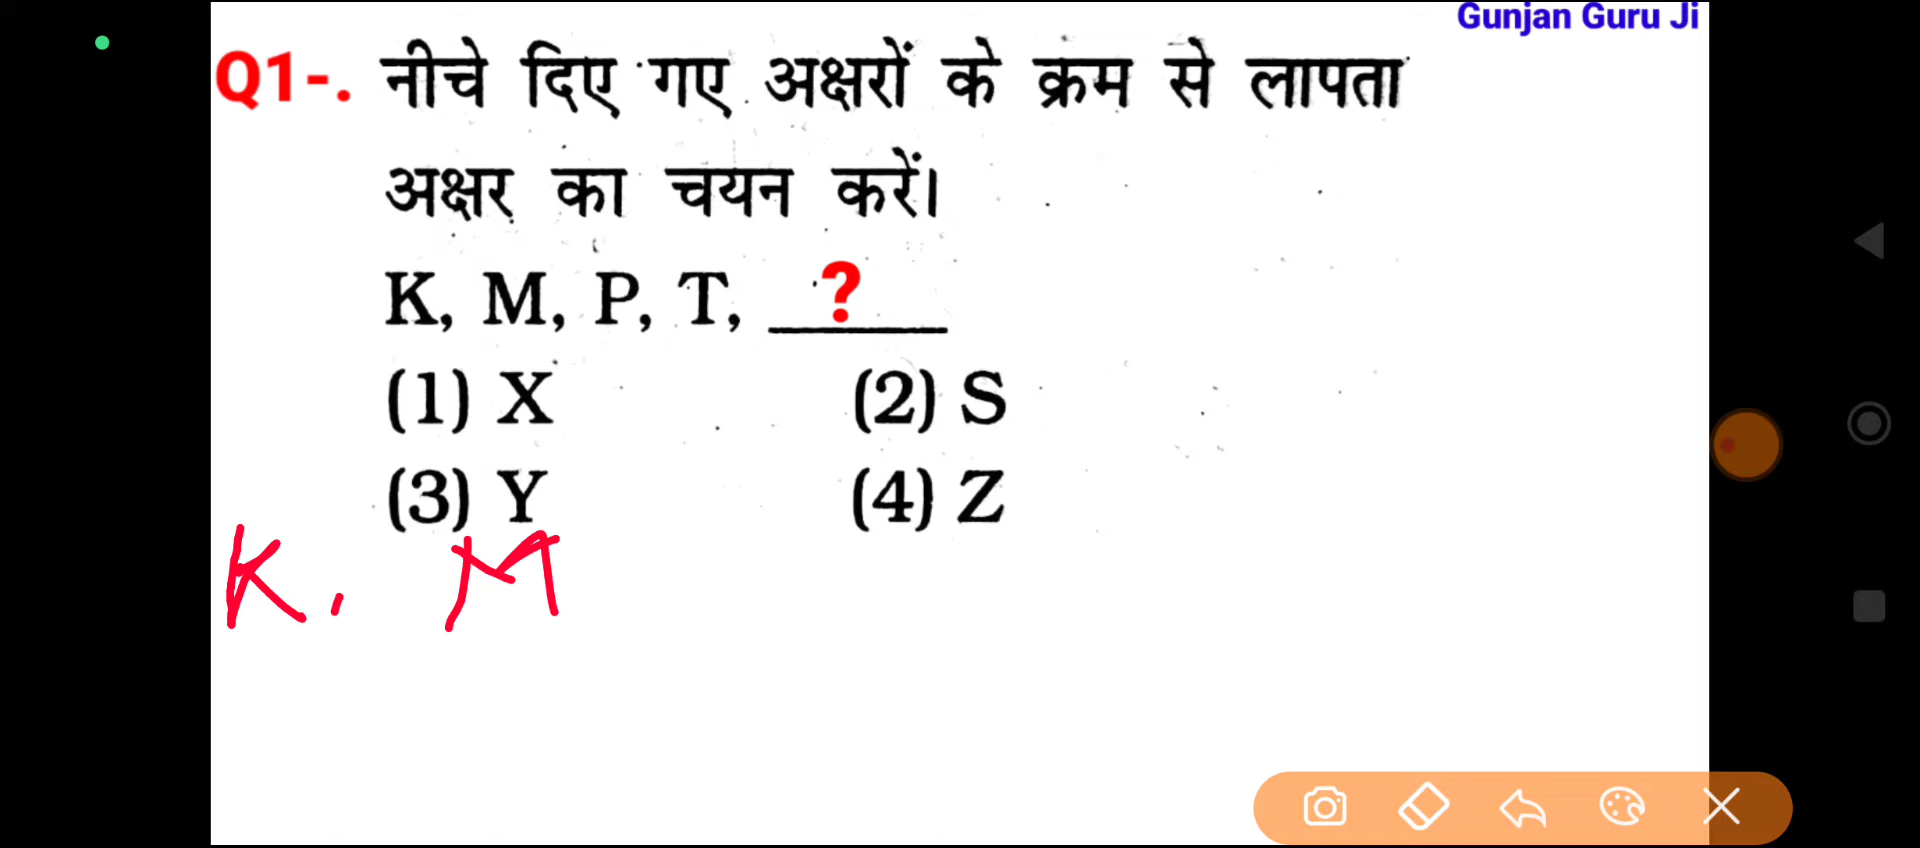 Gunjan Guru Ji
Q1-. नीचे दिए गए अक्षरों के क्रम से लापता
अक्षर का चयन करें।
K, M, P, T, ?
(1) X (2) S
(3) Y (4) Z
K, M